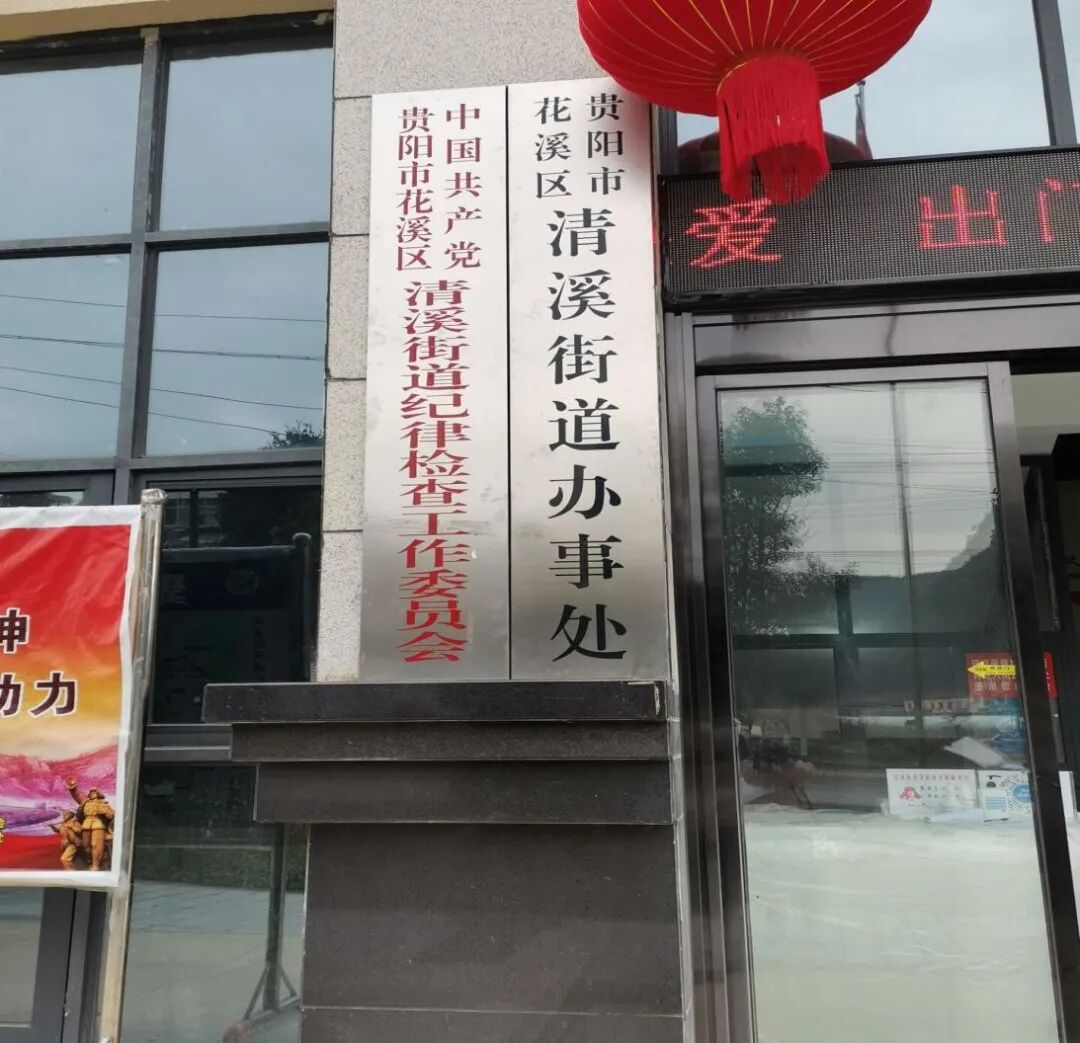 贵阳市
花溪区
清溪街道办事处
中国共产党
贵阳市花溪区
清溪街道纪律检查工作委员会
爱 出门
神
动力